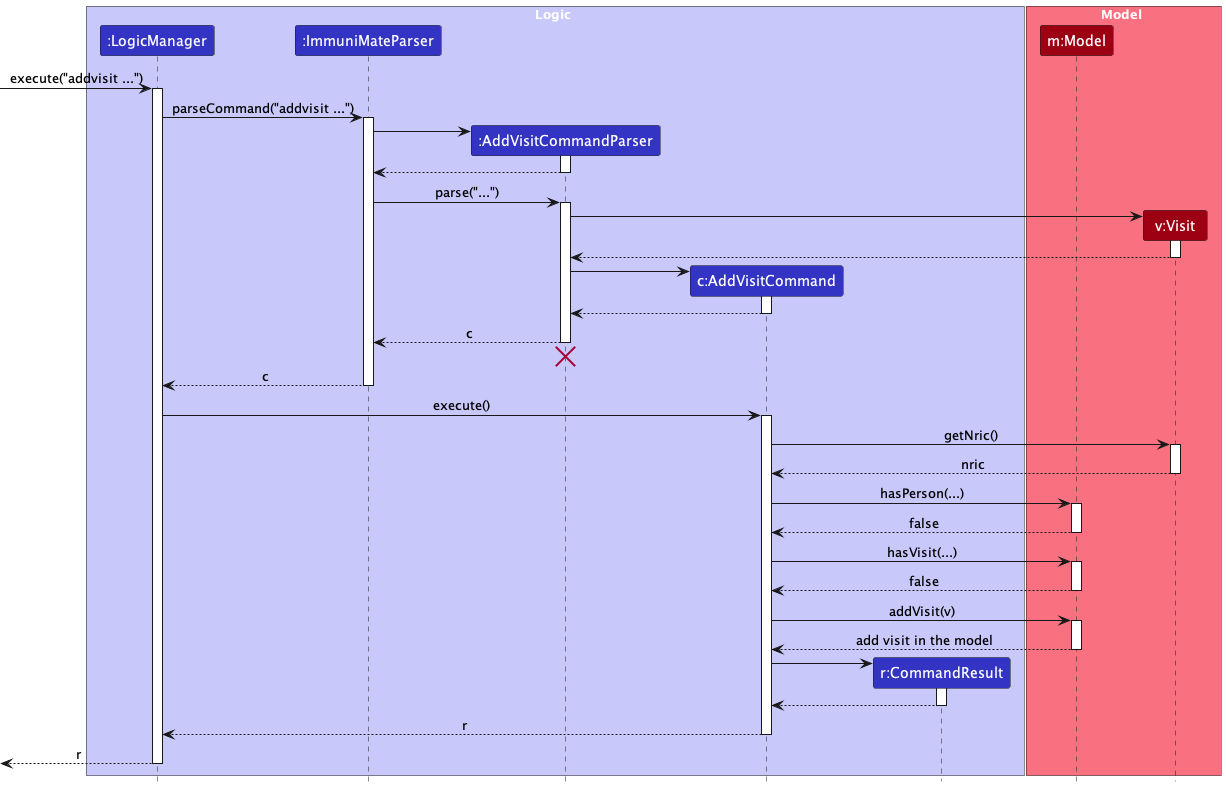 Logic
Model
:LogicManager
:ImmuniMateParser
m:Model
execute("addvisit ...")
parseCommand("addvisit ...")
:AddVisitCommandParser
parse("...")
v:Visit
c:AddVisitCommand
c
c
execute()
getNric()
nric
hasPerson(...)
false
hasVisit(...)
false
addVisit(v)
add visit in the model
r:CommandResult
r
r